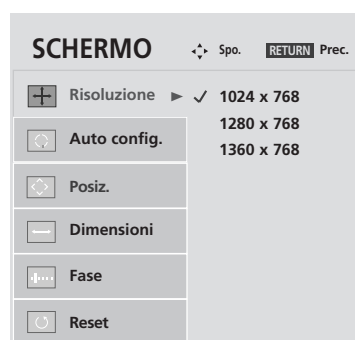 SCHERMO Spo. RETURN Prec.
Risoluzione ► ✓ 1024 x 768
1280 x 768
Auto config.
1360 x 768
Posiz.
Dimensioni
Fase
Reset